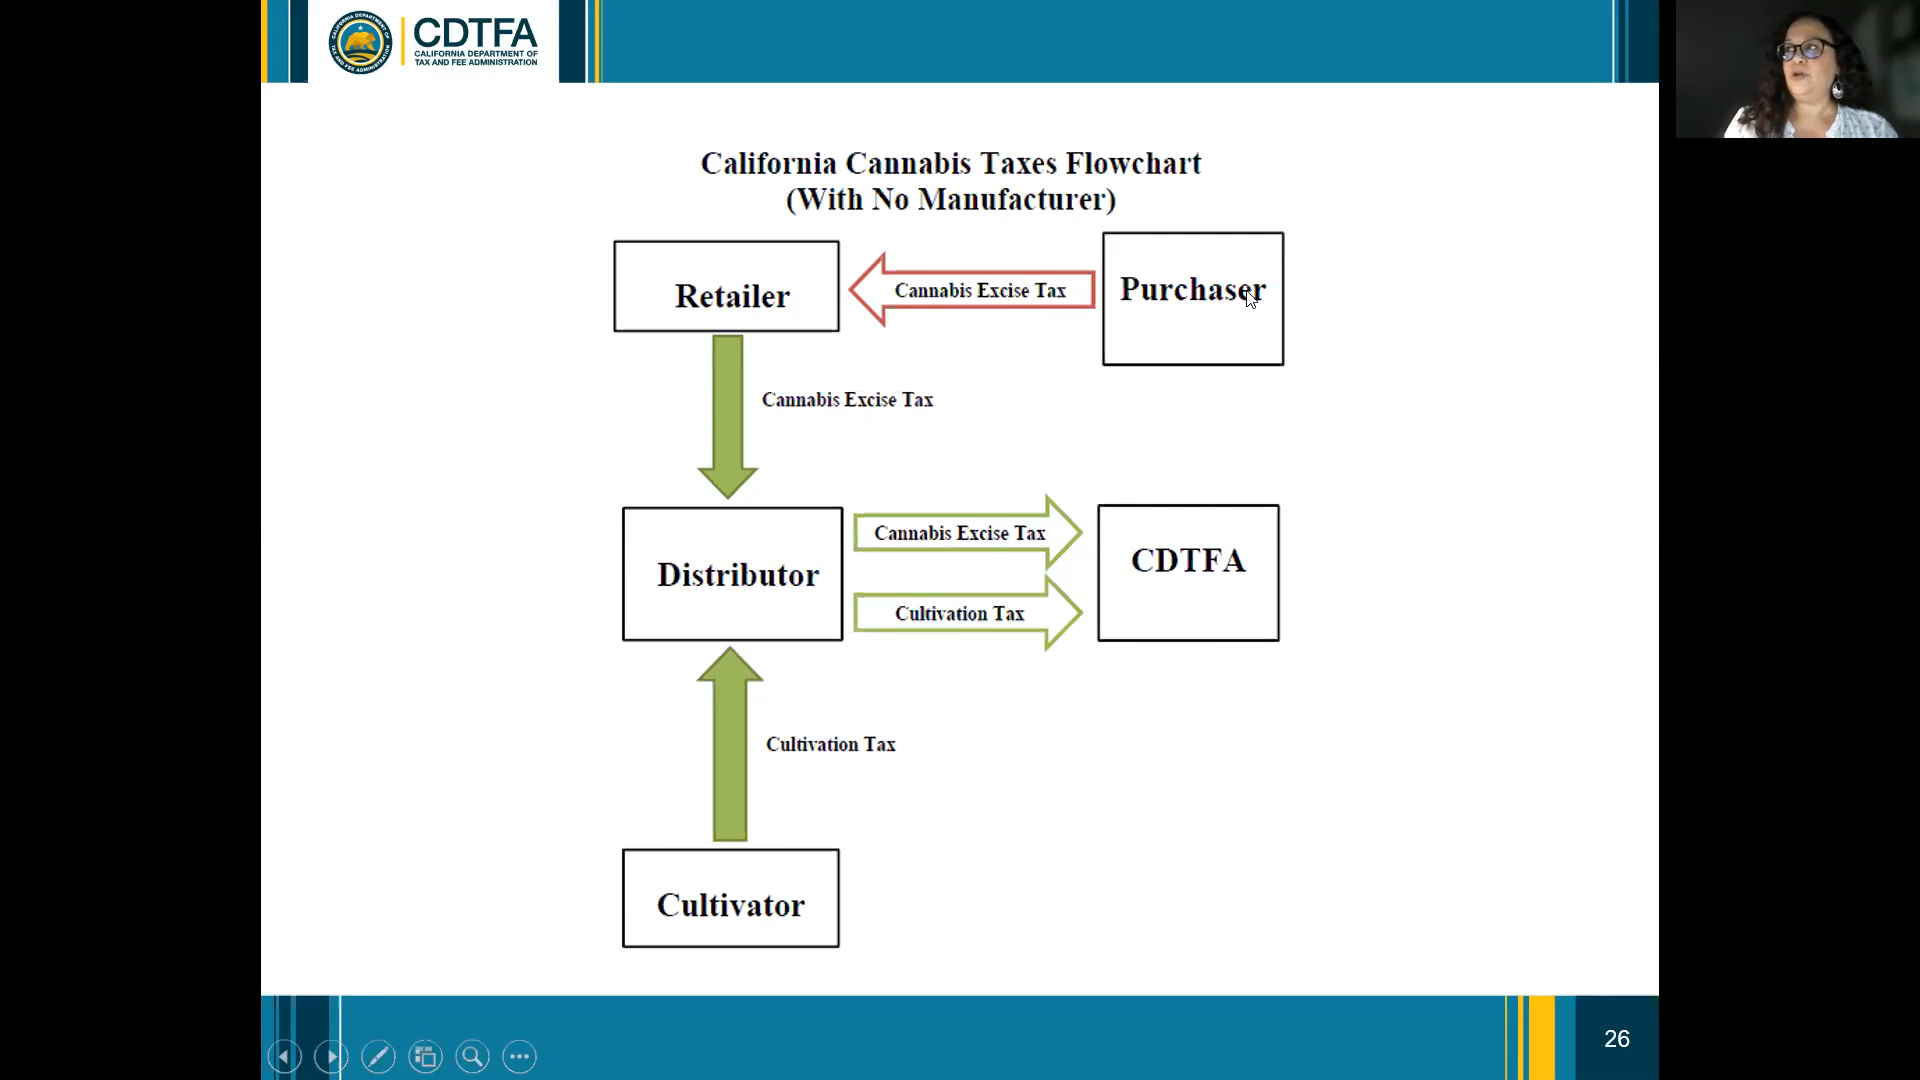 CDTFA
CALIFORNIA DEPARTMENT OF
TAX AND FEE ADMINISTRATION
California Cannabis Taxes Flowchart
(With No Manufacturer)
Retailer
Cannabis Excise Tax
Purchaser
Cannabis Excise Tax
Distributor
Cannabis Excise Tax
Cultivation Tax
CDTFA
Cultivation Tax
Cultivator
26